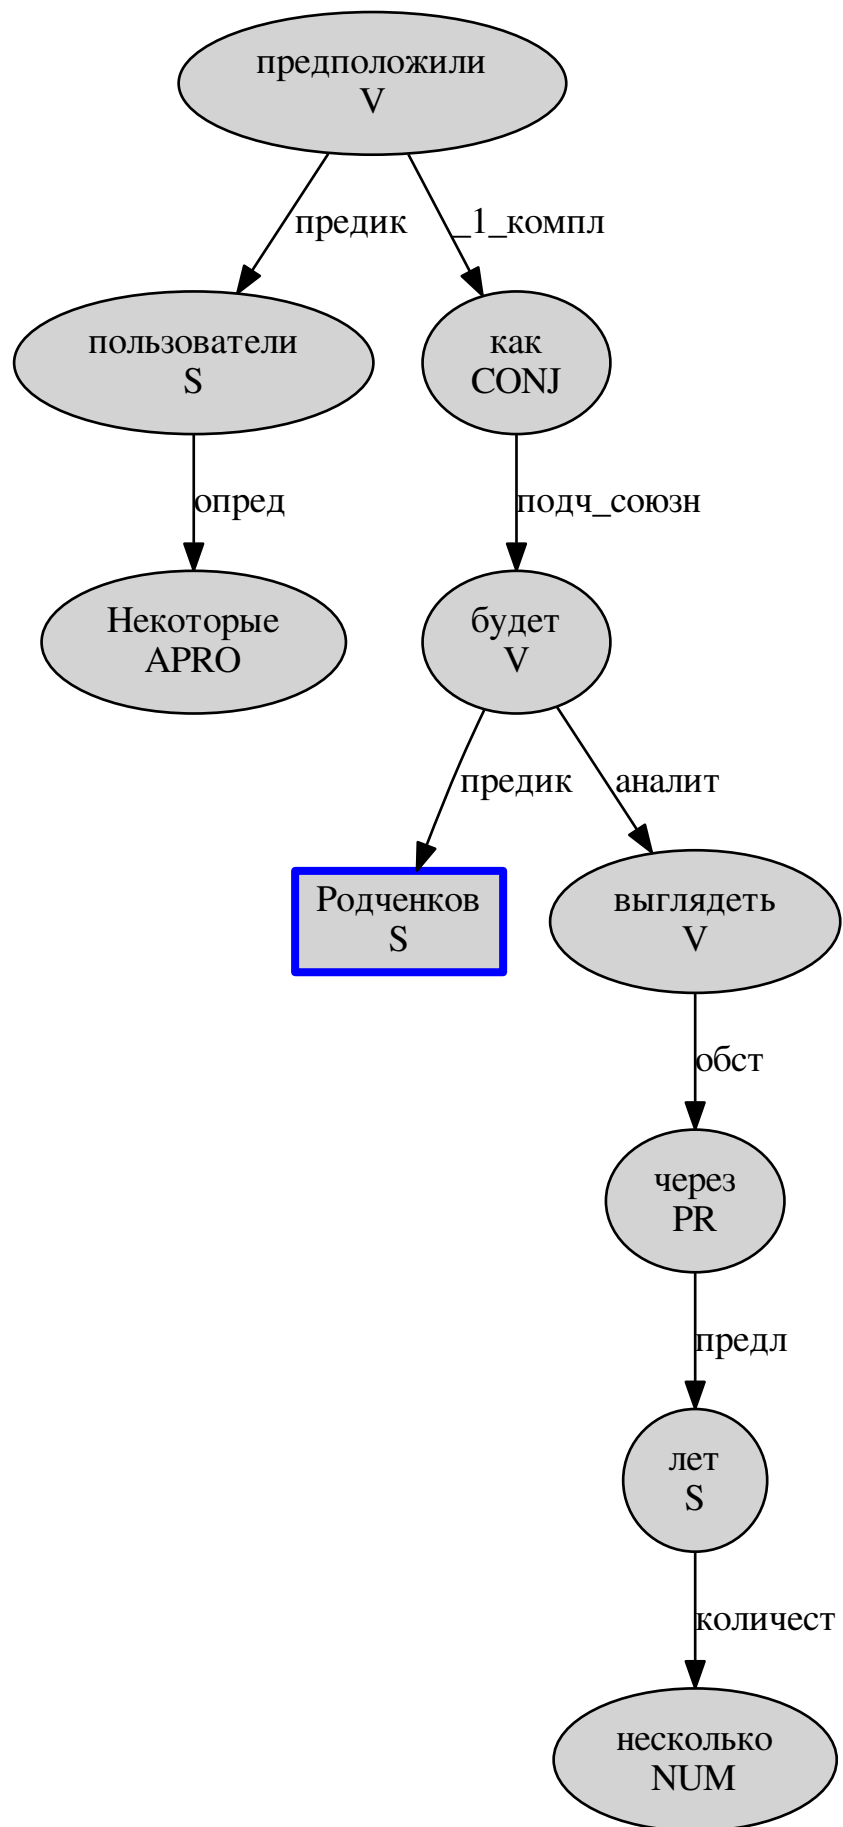 предположили
V
предик
_1_компл
пользователи
S
как
CONJ
опред
подч_союзн
Некоторые
APRO
будет
V
предик
аналит
Родченков
S
выглядеть
V
обст
через
PR
предл
лет
S
количест
несколько
NUM